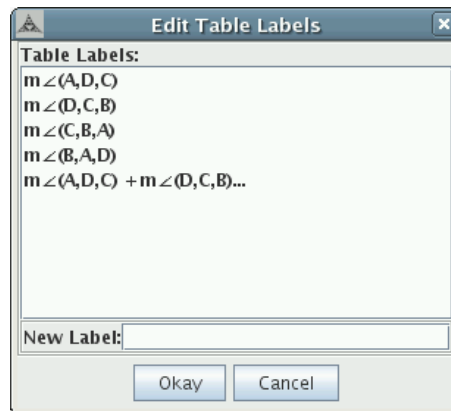 Edit Table Labels
Table Labels:
m∠(A,D,C)
m∠(D,C,B)
m∠(C,B,A)
m∠(B,A,D)
m∠(A,D,C) +m∠(D,C,B)...
New Label:
Okay Cancel